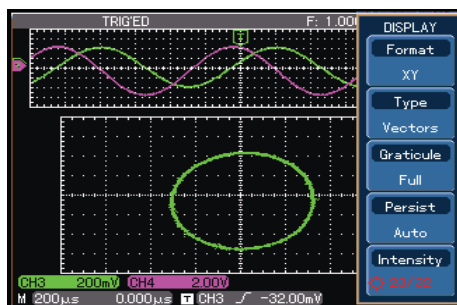 TRIG'ED F: 1.000
DISPLAY
Format
XY
Type
Vectors
Graticule
Full
Persist
Auto
Intensity
23/32
T
CH3 200mV CH4 2.00V
M 200µs 0.000µs T CH3 -32.00mV